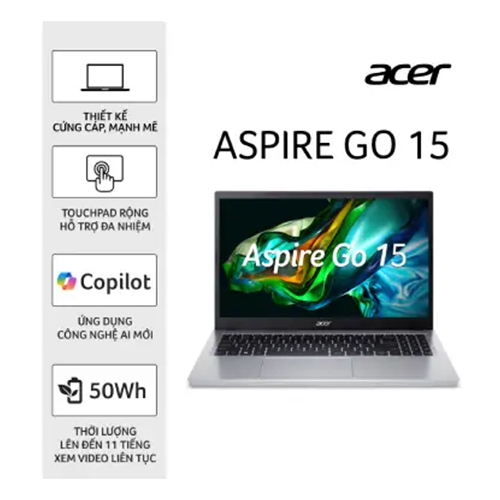 THIẾT KẾ
CỨNG CÁP, MẠNH MẼ
TOUCHPAD RỘNG
HỖ TRỢ ĐA NHIỆM
Copilot
ỨNG DỤNG
CÔNG NGHỆ AI MỚI
50Wh
THỜI LƯỢNG
LÊN ĐẾN 11 TIẾNG
XEM VIDEO LIÊN TỤC
acer
ASPIRE GO 15
Aspire Go 15
acer